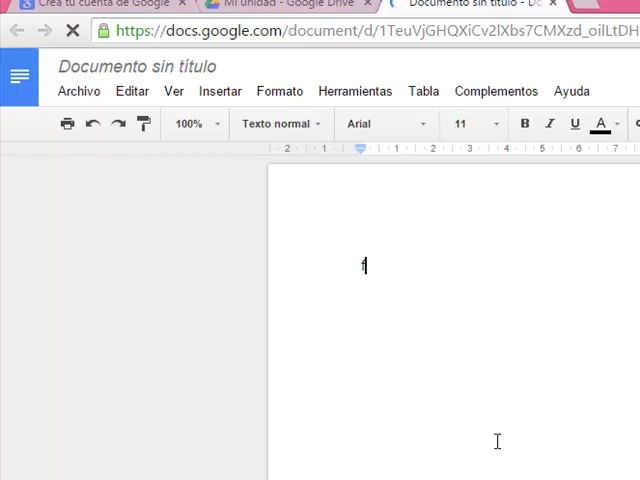 Crea tu cuenta de Google
Mi unidad - Google Drive
Documento sin título - Do
https://docs.google.com/document/d/1TeuVjGHQXiCv2lXbs7CMXzd_oilLtDH
Documento sin título
Archivo Editar Ver Insertar Formato Herramientas Tabla Complementos Ayuda
100% Texto normal Arial 11 B I U A
2 1 1 2 3 4 5 6 7
f